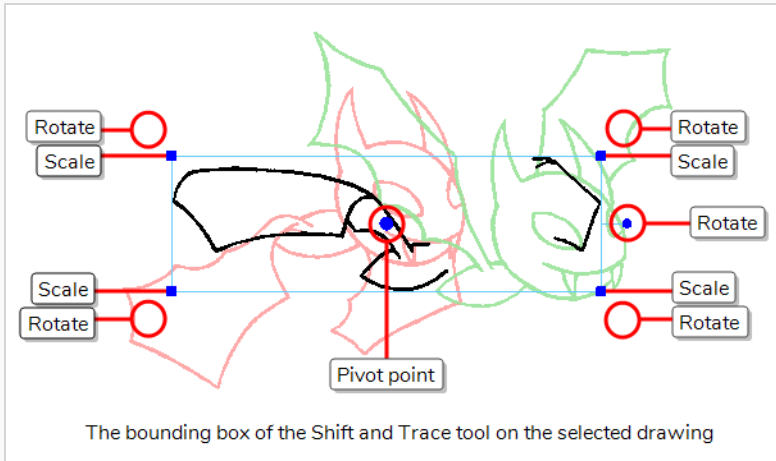 Rotate
Rotate
Scale
Scale
Rotate
Scale
Scale
Rotate
Rotate
Pivot point
The bounding box of the Shift and Trace tool on the selected drawing